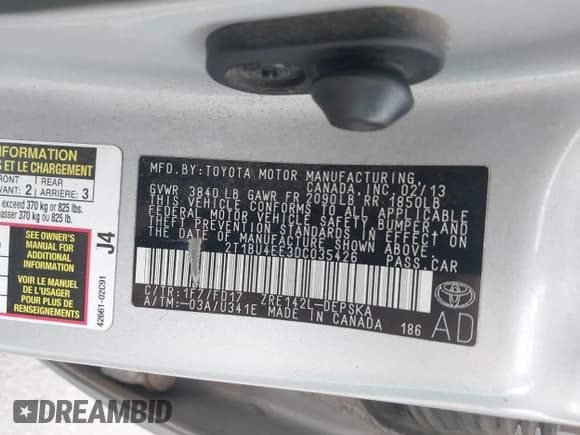 INFORMATION
S ET LE CHARGEMENT
FRONT REAR
VANT: 2 ARRIÈRE: 3
exceed 370 kg or 825 lbs.
passer 370 kg ou 825 lb.
SEE OWNER'S
MANUAL FOR
ADDITIONAL
INFORMATION
VOIR LE MANUEL
DE L'USAGER
POUR PLUS DE
RENSEIGNEMENTS
J4
42661-02C91
MFD.BY:TOYOTA MOTOR MANUFACTURING,
CANADA,INC.02/13
GVWR 3840LB GAWR FR 2090LB RR 1850LB
THIS VEHICLE CONFORMS TO ALL APPLICABLE
FEDERAL MOTOR VEHICLE SAFETY BUMPER,AND
THEFT PREVENTION STANDARDS IN EFFECT ON
THE DATE OF MANUFACTURE SHOWN ABOVE.
2T1BU4EE3DC035426 PASS.CAR
C/TR:1F7/FD17 ZRE142L-DEPSKA
A/TM:-03A/U341E MADE IN CANADA
186
AD
DREAMBID